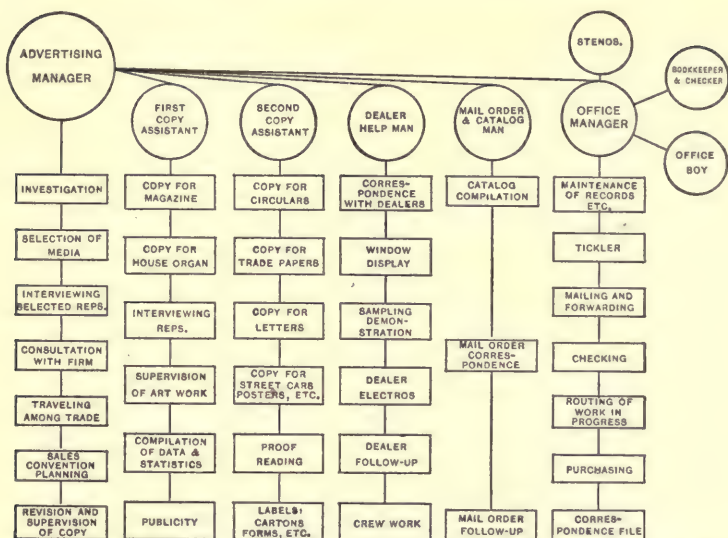 ADVERTISING
MANAGER
INVESTIGATION
SELECTION OF
MEDIA
INTERVIEWING
SELECTED REPS.
CONSULTATION
WITH FIRM
TRAVELING
AMONG TRADE
SALES
CONVENTION
PLANNING
REVISION AND
SUPERVISION
OF COPY
FIRST
COPY
ASSISTANT
COPY FOR
MAGAZINE
COPY FOR
HOUSE ORGAN
INTERVIEWING
REPS.
SUPERVISION
OF ART WORK
COMPILATION
OF DATA &
STATISTICS
PUBLICITY
SECOND
COPY
ASSISTANT
COPY FOR
CIRCULARS
COPY FOR
TRADE PAPERS
COPY FOR
LETTERS
COPY FOR
STREET CARS
POSTERS, ETC.
PROOF
READING
LABELS:
CARTONS
FORMS, ETC.
DEALER
HELP MAN
CORRES-
PONDENCE
WITH DEALERS
WINDOW
DISPLAY
SAMPLING
DEMON-
STRATION
DEALER
ELECTROS
DEALER
FOLLOW-UP
CREW WORK
MAIL ORDER
& CATALOG
MAN
CATALOG
COMPILATION
MAIL ORDER
CORRES-
PONDENCE
MAIL ORDER
FOLLOW-UP
STENOS.
OFFICE
MANAGER
BOOKKEEPER
& CHECKER
OFFICE
BOY
MAINTENANCE
OF RECORDS
ETC.
TICKLER
MAILING AND
FORWARDING
CHECKING
ROUTING OF
WORK IN
PROGRESS
PURCHASING
CORRES-
PONDENCE FILE